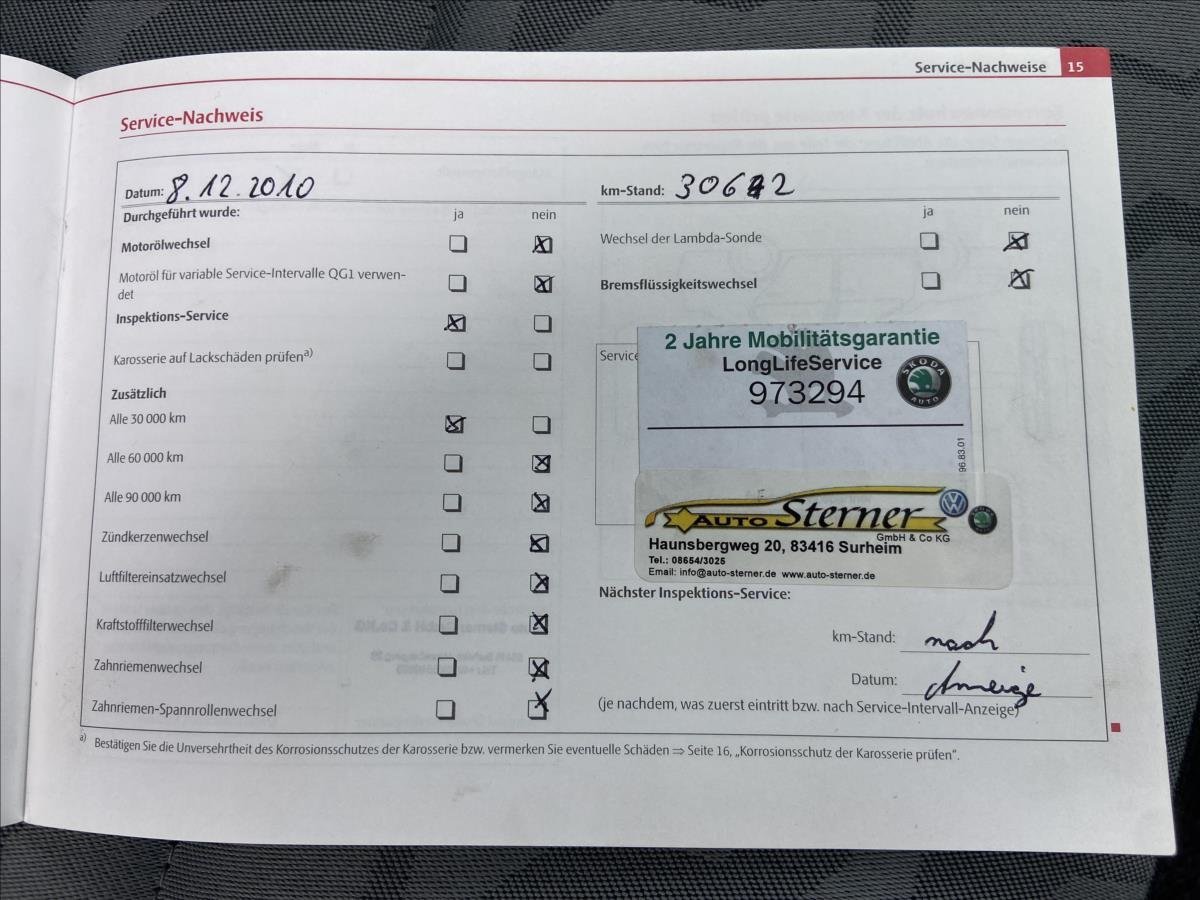 Service-Nachweise 15
Service-Nachweis
Datum: 8.12.2010
km-Stand: 30642
Durchgeführt wurde:
ja nein
ja nein
Motorölwechsel
Motoröl für variable Service-Intervalle QG1 verwen-
det
Inspektions-Service
Karosserie auf Lackschäden prüfen a)
Zusätzlich
Alle 30 000 km
Alle 60 000 km
Alle 90 000 km
Zündkerzenwechsel
Luftfiltereinsatzwechsel
Kraftstofffilterwechsel
Zahnriemenwechsel
Zahnriemen-Spannrollenwechsel
Wechsel der Lambda-Sonde
Bremsflüssigkeitswechsel
Service
2 Jahre Mobilitätsgarantie
LongLifeService
973294
SKODA
AUTO
96.83.01
AUTO Sterner
GmbH & Co KG
Haunsbergweg 20, 83416 Surheim
Tel.: 08654/3025
Email: info@auto-sterner.de www.auto-sterner.de
Nächster Inspektions-Service:
km-Stand: nach
Datum: Anzeige
(je nachdem, was zuerst eintritt bzw. nach Service-Intervall-Anzeige)
a) Bestätigen Sie die Unversehrtheit des Korrosionsschutzes der Karosserie bzw. vermerken Sie eventuelle Schäden ⇒ Seite 16, „Korrosionsschutz der Karosserie prüfen“.